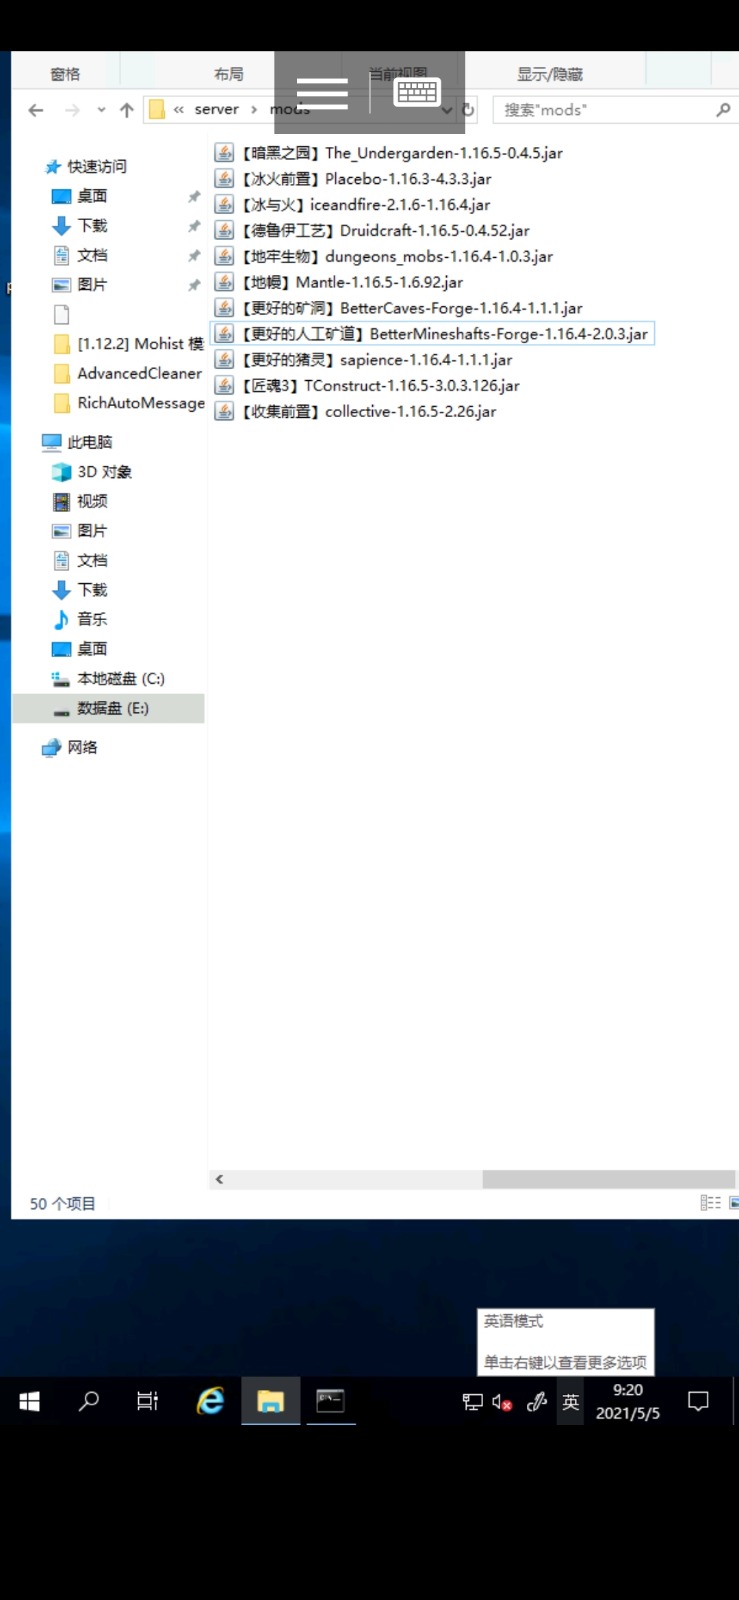 窗格
布局
当前视图
显示/隐藏
« server › mods
搜索"mods"
快速访问
桌面
下载
文档
图片
[1.12.2] Mohist 模
AdvancedCleaner
RichAutoMessage
此电脑
3D 对象
视频
图片
文档
下载
音乐
桌面
本地磁盘 (C:)
数据盘 (E:)
网络
【暗黑之园】The_Undergarden-1.16.5-0.4.5.jar
【冰火前置】Placebo-1.16.3-4.3.3.jar
【冰与火】iceandfire-2.1.6-1.16.4.jar
【德鲁伊工艺】Druidcraft-1.16.5-0.4.52.jar
【地牢生物】dungeons_mobs-1.16.4-1.0.3.jar
【地幔】Mantle-1.16.5-1.6.92.jar
【更好的矿洞】BetterCaves-Forge-1.16.4-1.1.1.jar
【更好的人工矿道】BetterMineshafts-Forge-1.16.4-2.0.3.jar
【更好的猪灵】sapience-1.16.4-1.1.1.jar
【匠魂3】TConstruct-1.16.5-3.0.3.126.jar
【收集前置】collective-1.16.5-2.26.jar
50 个项目
英语模式
单击右键以查看更多选项
英
9:20
2021/5/5